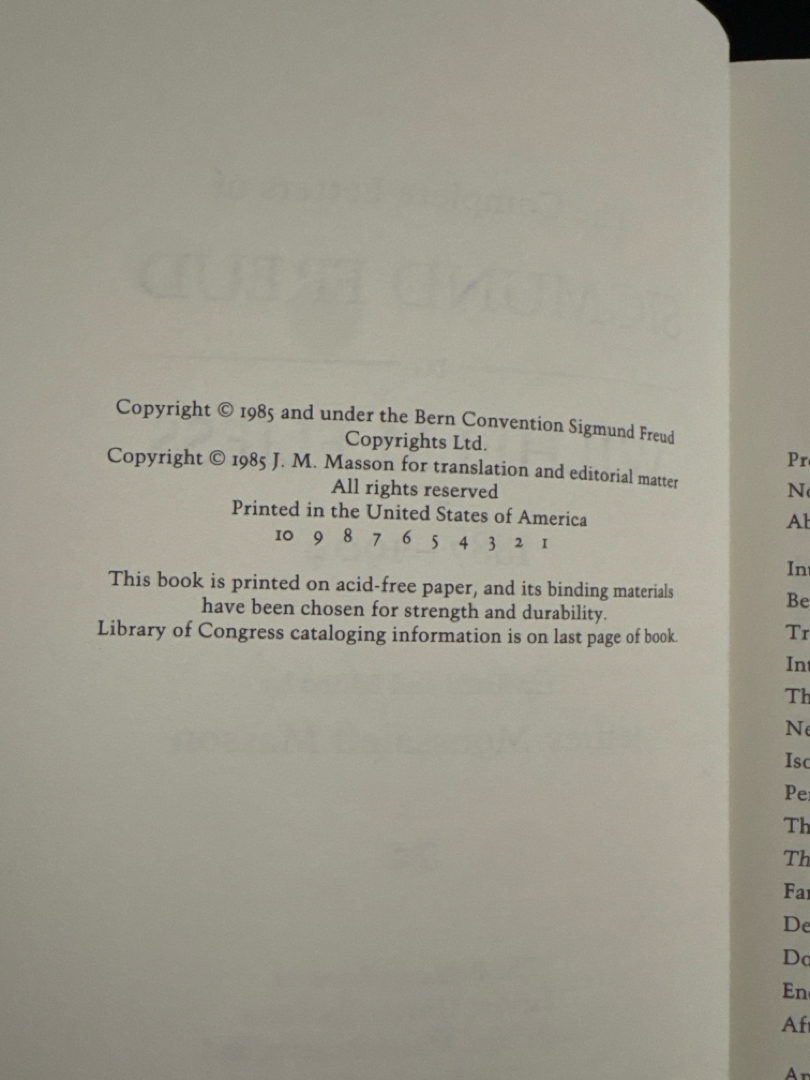 Copyright © 1985 and under the Bern Convention Sigmund Freud
Copyrights Ltd.
Copyright © 1985 J. M. Masson for translation and editorial matter
All rights reserved
Printed in the United States of America
10 9 8 7 6 5 4 3 2 1
This book is printed on acid-free paper, and its binding materials
have been chosen for strength and durability.
Library of Congress cataloging information is on last page of book.